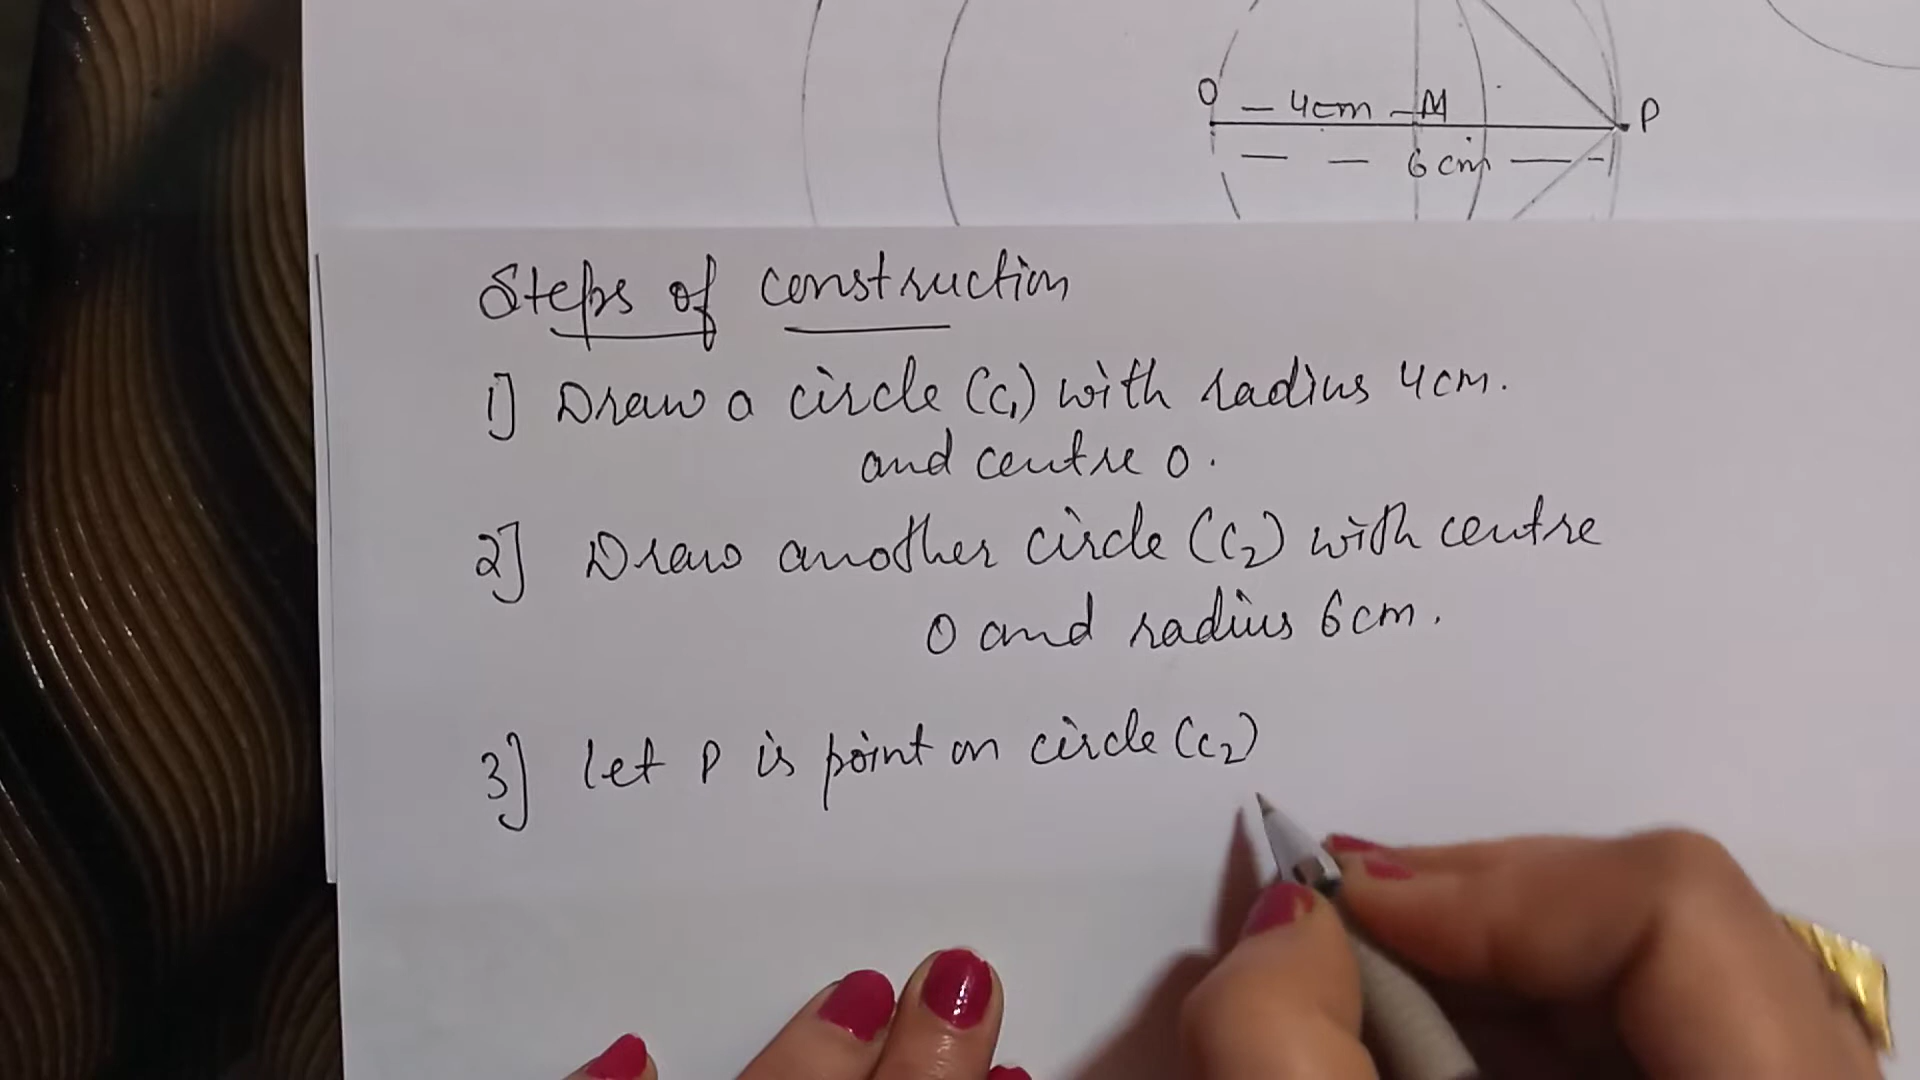 O — 4cm — M P
— — 6 cm — -
Steps of construction
1] Draw a circle (C₁) with radius 4cm.
and centre O.
2] Draw another circle (C₂) with centre
O and radius 6cm.
3] Let P is point on circle (C₂)